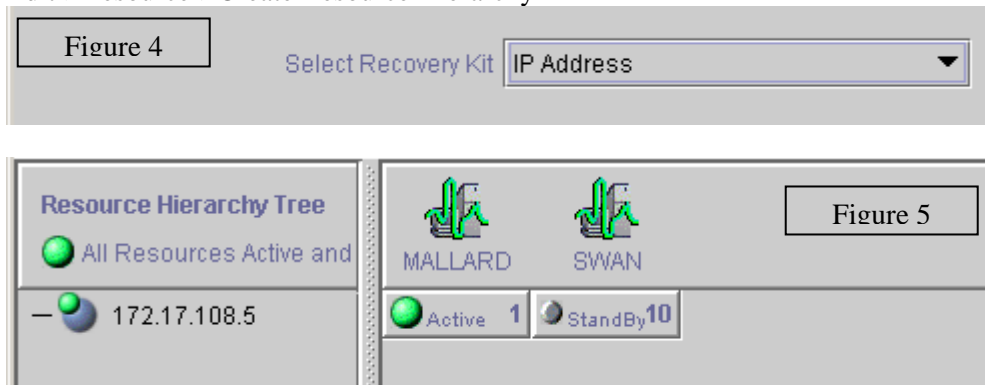 Figure 4
Select Recovery Kit IP Address
Resource Hierarchy Tree
All Resources Active and
MALLARD SWAN
Figure 5
172.17.108.5
Active 1 StandBy 10